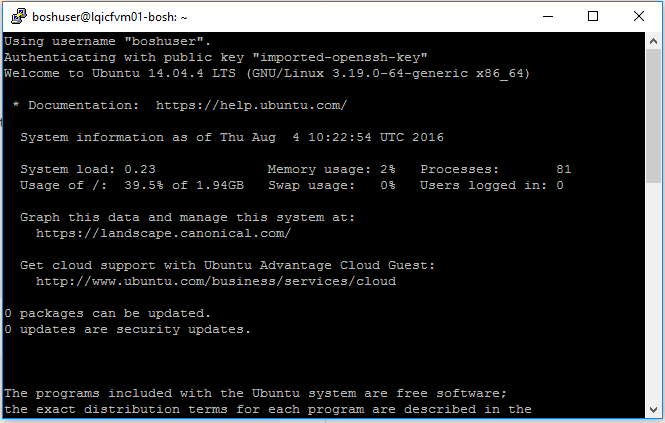 boshuser@lqicfvm01-bosh: ~
Using username "boshuser".
Authenticating with public key "imported-openssh-key"
Welcome to Ubuntu 14.04.4 LTS (GNU/Linux 3.19.0-64-generic x86_64)
* Documentation:  https://help.ubuntu.com/
System information as of Thu Aug  4 10:22:54 UTC 2016
System load: 0.23              Memory usage: 2%   Processes:       81
Usage of /:  39.5% of 1.94GB   Swap usage:   0%   Users logged in: 0
Graph this data and manage this system at:
https://landscape.canonical.com/
Get cloud support with Ubuntu Advantage Cloud Guest:
http://www.ubuntu.com/business/services/cloud
0 packages can be updated.
0 updates are security updates.
The programs included with the Ubuntu system are free software;
the exact distribution terms for each program are described in the